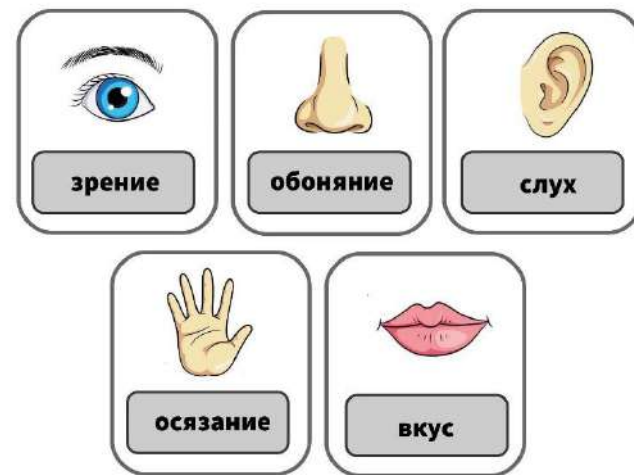 зрение
обоняние
слух
осязание
вкус